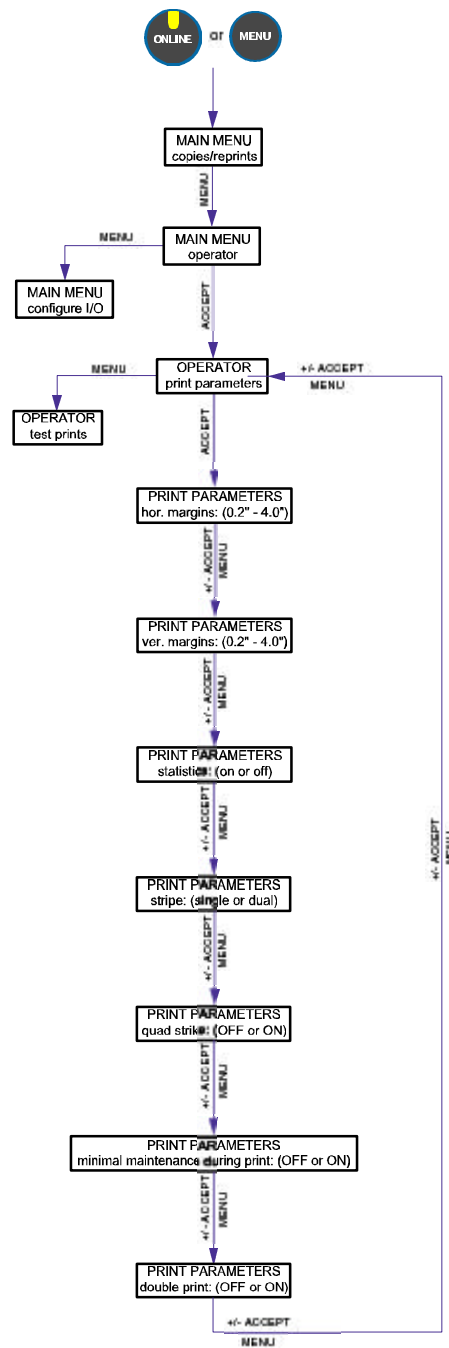 ONLINE or MENU
MAIN MENU
copies/reprints
MENU
MENU
MAIN MENU
operator
MAIN MENU
configure I/O
ACCEPT
MENU
OPERATOR
print parameters
+/- ACCEPT
MENU
OPERATOR
test prints
ACCEPT
PRINT PARAMETERS
hor. margins: (0.2" - 4.0")
+/- ACCEPT
MENU
PRINT PARAMETERS
ver. margins: (0.2" - 4.0")
+/- ACCEPT
MENU
PRINT PARAMETERS
statistics: (on or off)
+/- ACCEPT
MENU
+/- ACCEPT
MENU
PRINT PARAMETERS
stripe: (single or dual)
+/- ACCEPT
MENU
PRINT PARAMETERS
quad strike: (OFF or ON)
+/- ACCEPT
MENU
PRINT PARAMETERS
minimal maintenance during print: (OFF or ON)
+/- ACCEPT
MENU
PRINT PARAMETERS
double print: (OFF or ON)
+/- ACCEPT
MENU